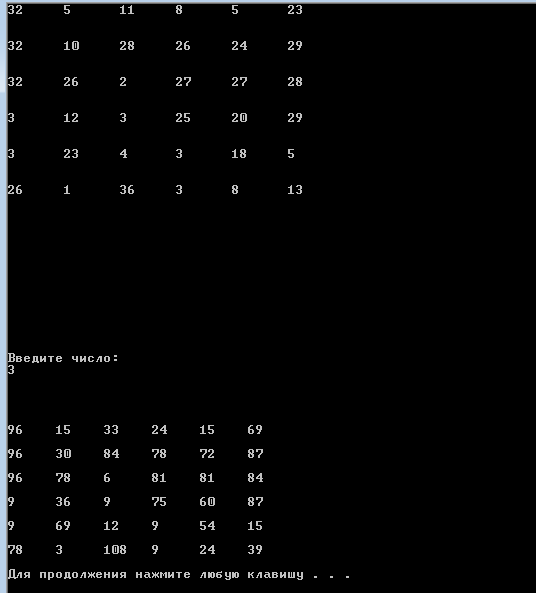 32 5 11 8 5 23
32 10 28 26 24 29
32 26 2 27 27 28
3 12 3 25 20 29
3 23 4 3 18 5
26 1 36 3 8 13
Введите число:
3
96 15 33 24 15 69
96 30 84 78 72 87
96 78 6 81 81 84
9 36 9 75 60 87
9 69 12 9 54 15
78 3 108 9 24 39
Для продолжения нажмите любую клавишу . . .